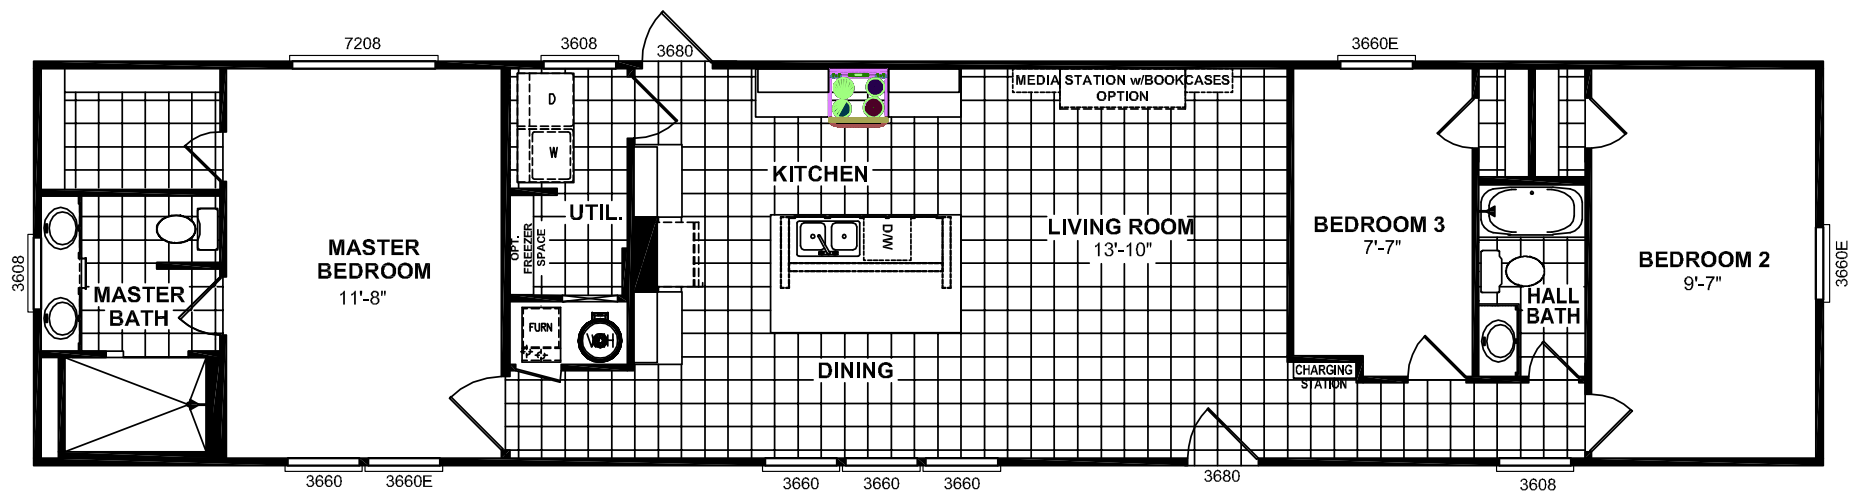 7208
3608
3680
3660E
MEDIA STATION w/BOOKCASES
OPTION
D
W
KITCHEN
UTIL.
OPT.
FREEZER
SPACE
D/W
LIVING ROOM
13'-10"
BEDROOM 3
7'-7"
MASTER
BEDROOM
11'-8"
BEDROOM 2
9'-7"
3608
3660E
MASTER
BATH
HALL
BATH
FURN
W/H
DINING
CHARGING
STATION
3660
3660E
3660
3660
3660
3680
3608